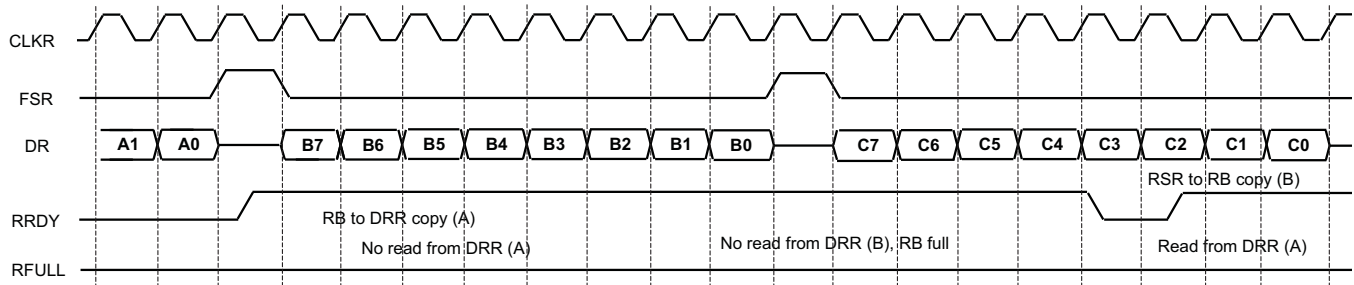 CLKR
FSR
DR A1 A0 B7 B6 B5 B4 B3 B2 B1 B0 C7 C6 C5 C4 C3 C2 C1 C0
RSR to RB copy (B)
RRDY RB to DRR copy (A)
No read from DRR (A) No read from DRR (B), RB full Read from DRR (A)
RFULL